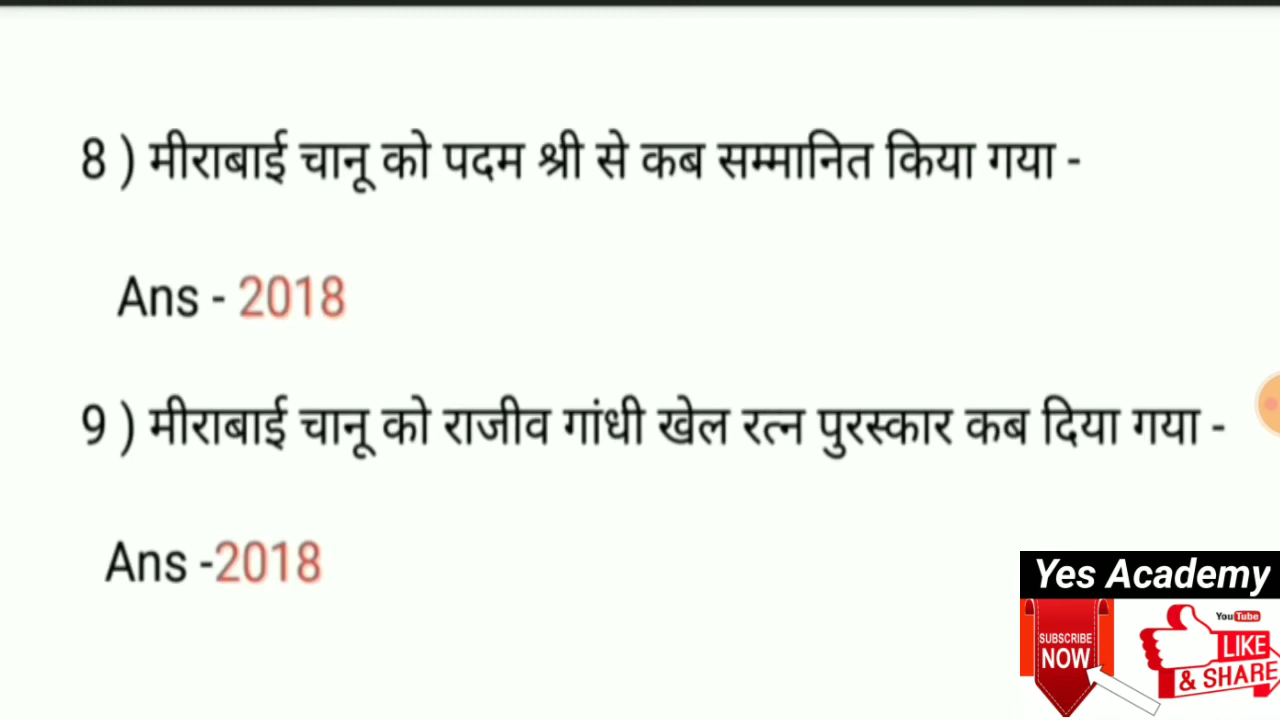 8 ) मीराबाई चानू को पदम श्री से कब सम्मानित किया गया -
Ans - 2018
9 ) मीराबाई चानू को राजीव गांधी खेल रत्न पुरस्कार कब दिया गया -
Ans -2018
Yes Academy
YouTube
SUBSCRIBE
NOW
LIKE
& SHARE